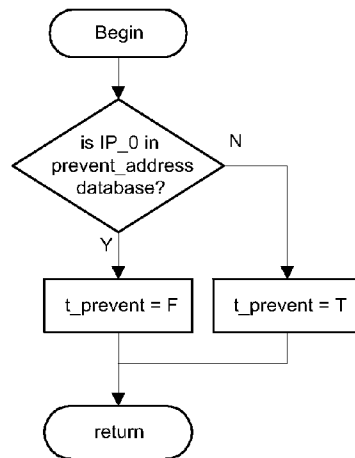 Begin
is IP_0 in
prevent_address
database?
N
Y
t_prevent = F
t_prevent = T
return